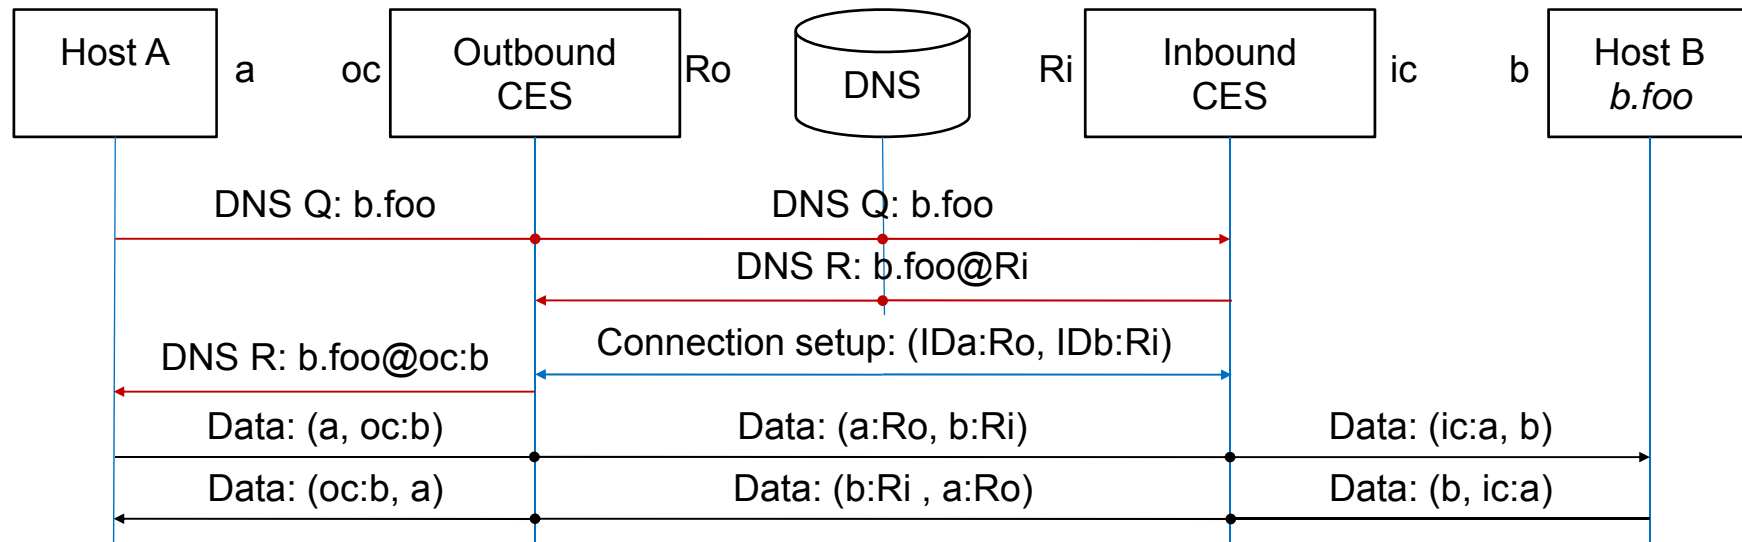 Host A
a
oc
Outbound
CES
Ro
DNS
Ri
Inbound
CES
ic
b
Host B
b.foo
DNS Q: b.foo
DNS Q: b.foo
DNS R: b.foo@Ri
Connection setup: (IDa:Ro, IDb:Ri)
DNS R: b.foo@oc:b
Data: (a, oc:b)
Data: (a:Ro, b:Ri)
Data: (ic:a, b)
Data: (oc:b, a)
Data: (b:Ri , a:Ro)
Data: (b, ic:a)